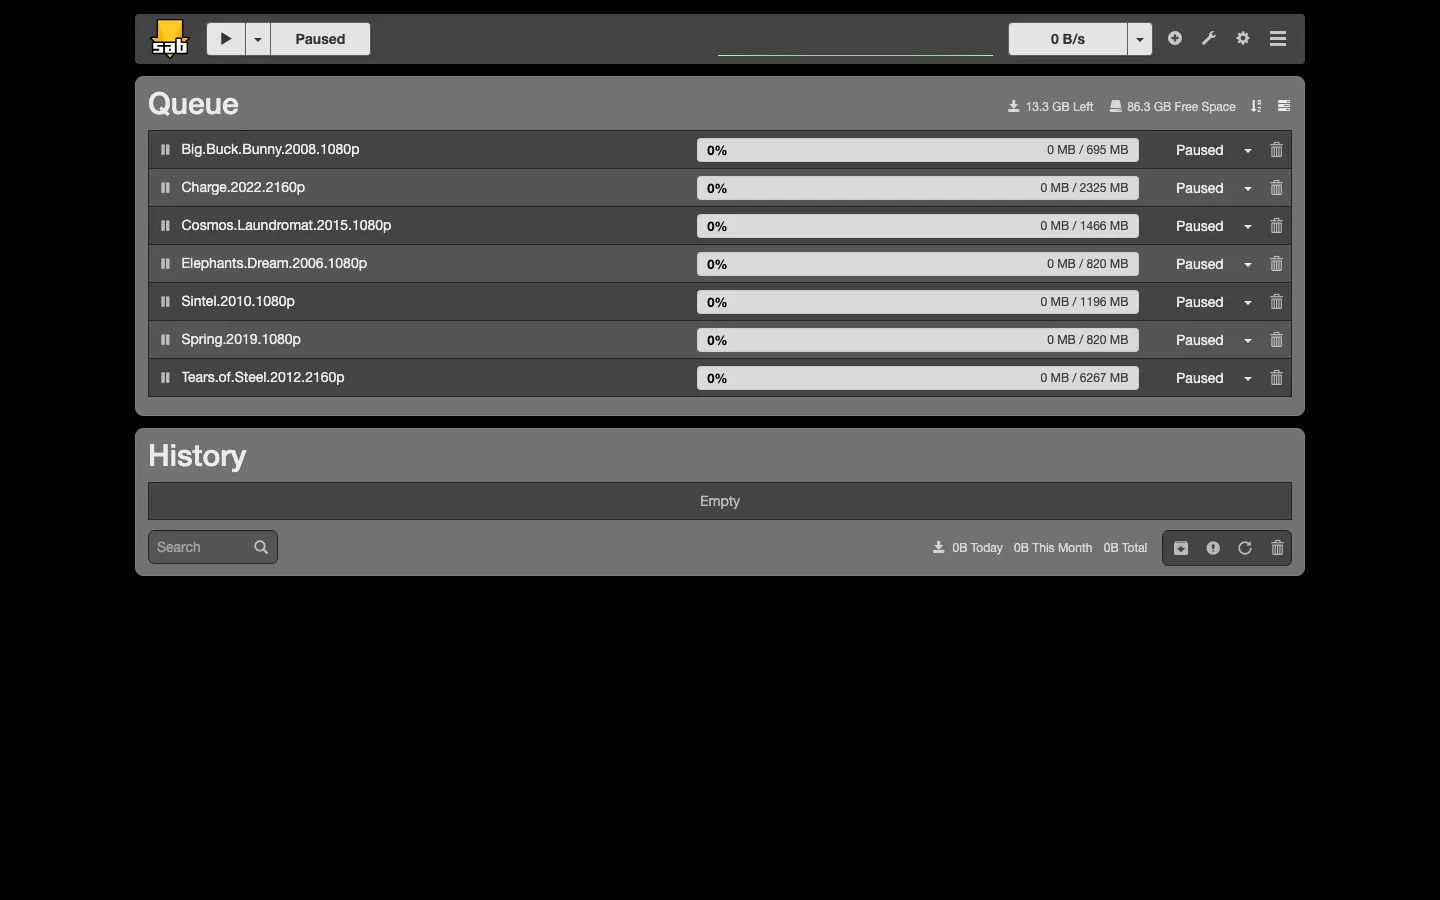 sab
Paused
0 B/s
Queue
13.3 GB Left
86.3 GB Free Space
Big.Buck.Bunny.2008.1080p 0% 0 MB / 695 MB Paused
Charge.2022.2160p 0% 0 MB / 2325 MB Paused
Cosmos.Laundromat.2015.1080p 0% 0 MB / 1466 MB Paused
Elephants.Dream.2006.1080p 0% 0 MB / 820 MB Paused
Sintel.2010.1080p 0% 0 MB / 1196 MB Paused
Spring.2019.1080p 0% 0 MB / 820 MB Paused
Tears.of.Steel.2012.2160p 0% 0 MB / 6267 MB Paused
History
Empty
Search
0B Today 0B This Month 0B Total